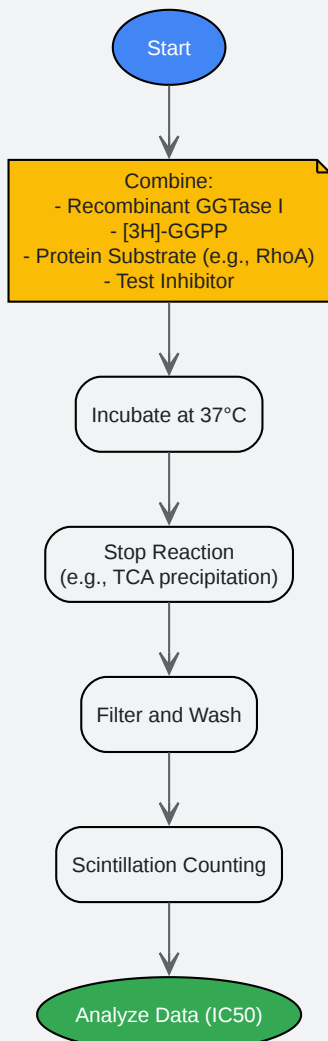 Start
Combine:
- Recombinant GGTase I
- [3H]-GGPP
- Protein Substrate (e.g., RhoA)
- Test Inhibitor
Incubate at 37°C
Stop Reaction
(e.g., TCA precipitation)
Filter and Wash
Scintillation Counting
Analyze Data (IC50)